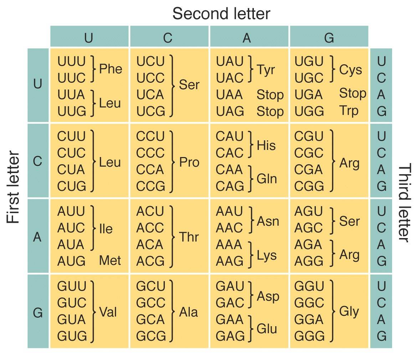 Second letter
U C A G
First letter
U
UUU
UUC
Phe
UUA
UUG
Leu
UCU
UCC
UCA
UCG
Ser
UAU
UAC
Tyr
UAA Stop
UAG Stop
UGU
UGC
Cys
UGA Stop
UGG Trp
U
C
A
G
C
CUU
CUC
CUA
CUG
Leu
CCU
CCC
CCA
CCG
Pro
CAU
CAC
His
CAA
CAG
Gln
CGU
CGC
CGA
CGG
Arg
U
C
A
G
A
AUU
AUC
AUA
Ile
AUG Met
ACU
ACC
ACA
ACG
Thr
AAU
AAC
Asn
AAA
AAG
Lys
AGU
AGC
Ser
AGA
AGG
Arg
U
C
A
G
G
GUU
GUC
GUA
GUG
Val
GCU
GCC
GCA
GCG
Ala
GAU
GAC
Asp
GAA
GAG
Glu
GGU
GGC
GGA
GGG
Gly
U
C
A
G
Third letter